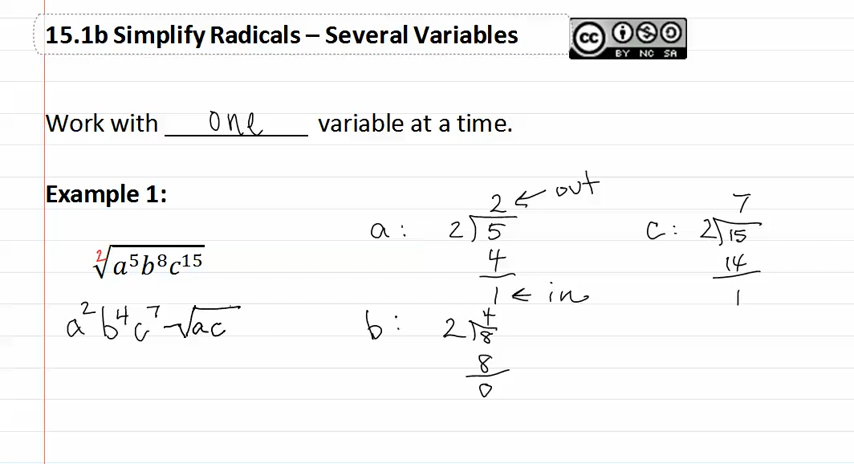 15.1b Simplify Radicals – Several Variables
cc BY NC SA
Work with one variable at a time.
Example 1:
²√a⁵b⁸c¹⁵
a²b⁴c⁷ √ac
a :
2 ← out
2)5
4
1 ← in
b :
4
2)8
8
0
c :
7
2)15
14
1